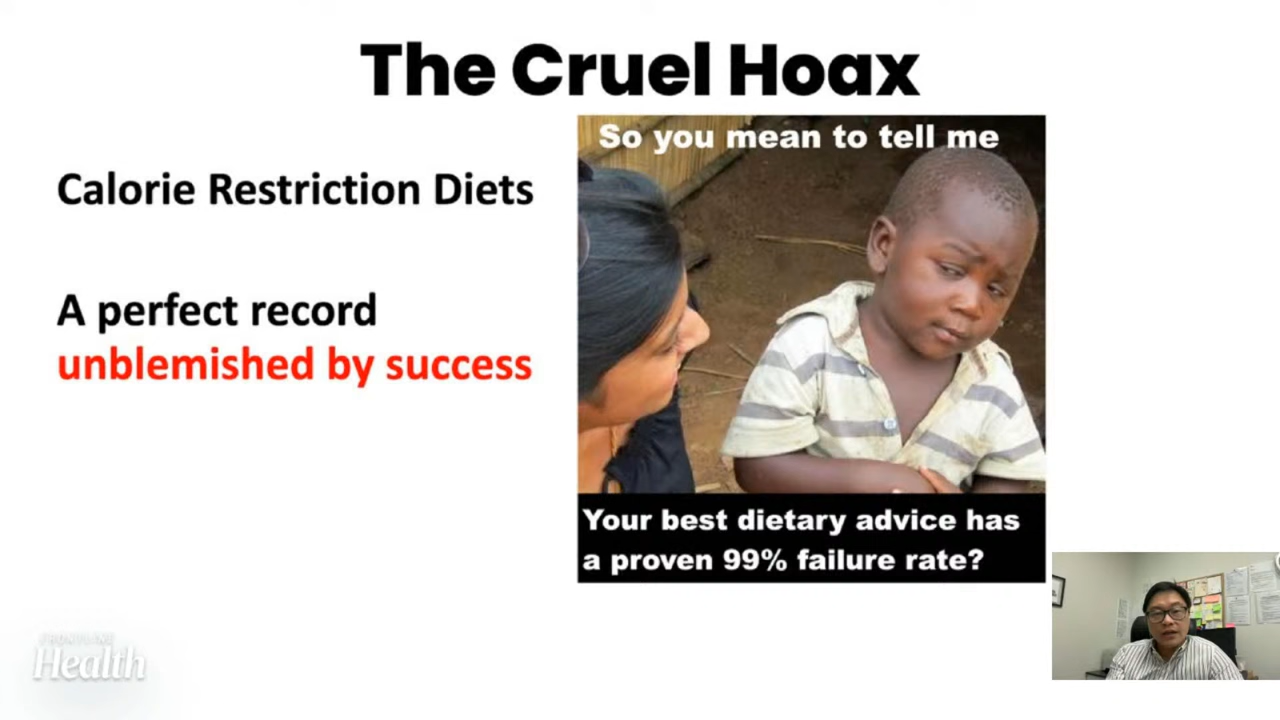 The Cruel Hoax
Calorie Restriction Diets
A perfect record
unblemished by success
So you mean to tell me
Your best dietary advice has
a proven 99% failure rate?
FRONTLINE
Health